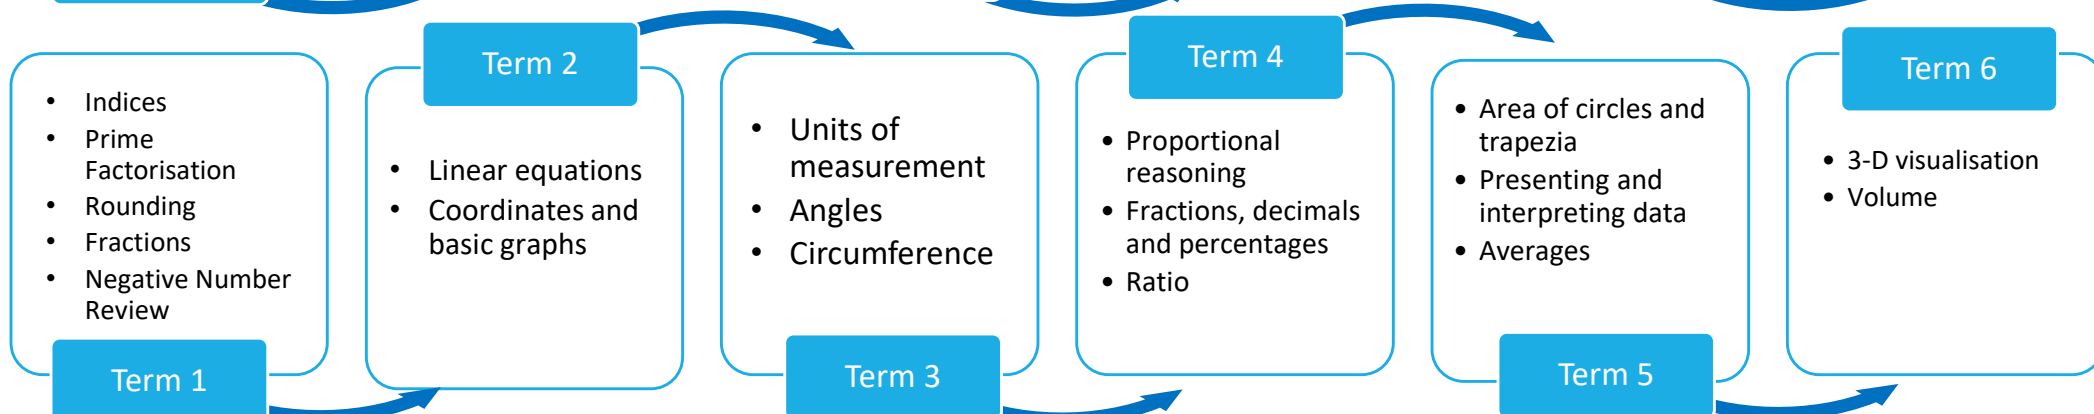 • Indices
• Prime
Factorisation
• Rounding
• Fractions
• Negative Number
Review
Term 1
Term 2
• Linear equations
• Coordinates and
basic graphs
• Units of
measurement
• Angles
• Circumference
Term 3
Term 4
• Proportional
reasoning
• Fractions, decimals
and percentages
• Ratio
• Area of circles and
trapezia
• Presenting and
interpreting data
• Averages
Term 5
Term 6
• 3-D visualisation
• Volume